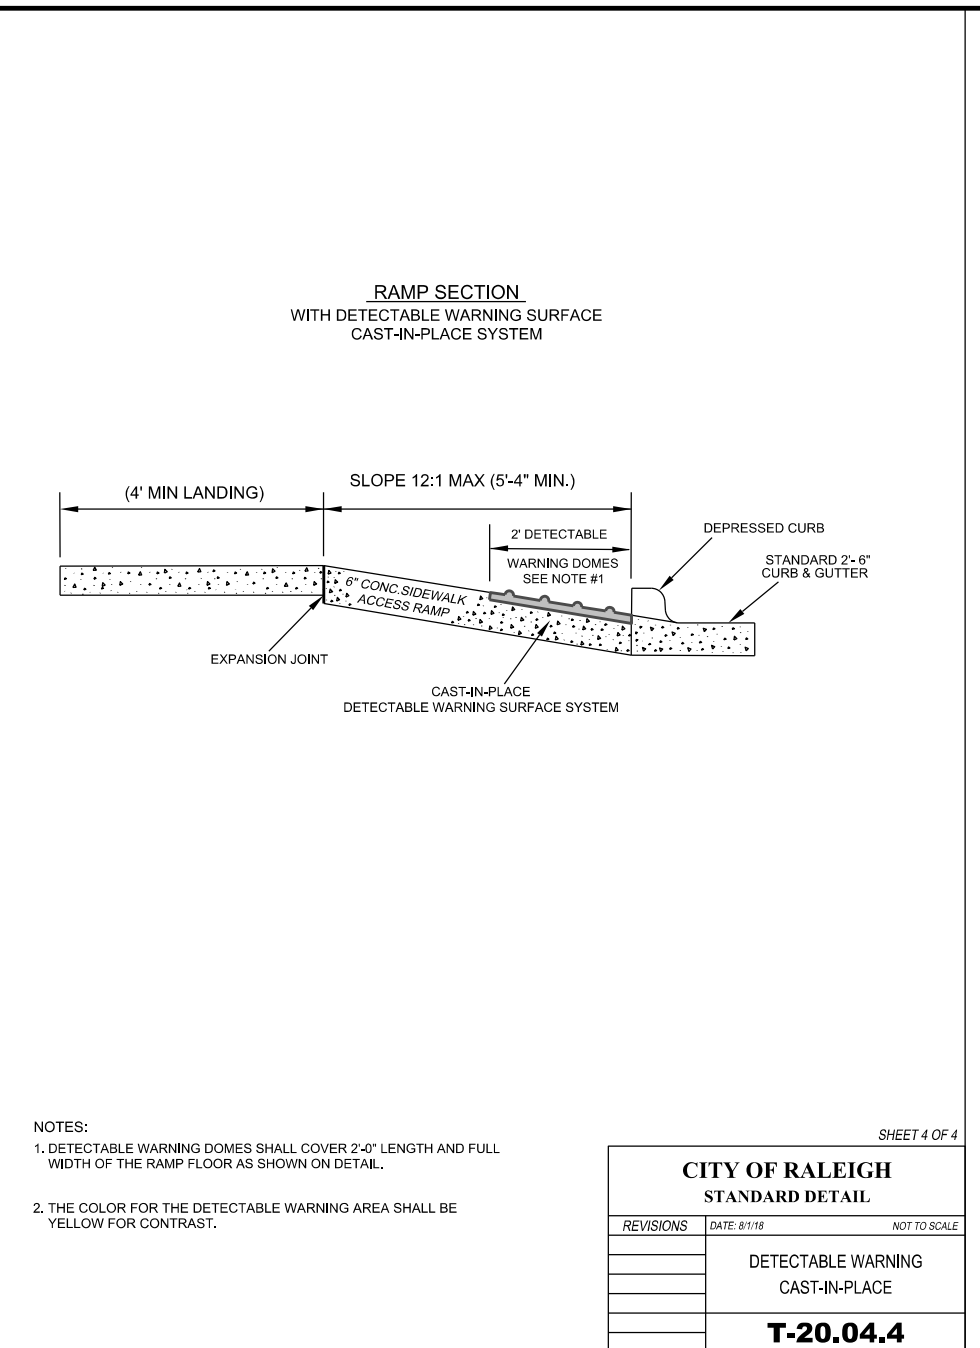 RAMP SECTION
WITH DETECTABLE WARNING SURFACE
CAST-IN-PLACE SYSTEM
(4' MIN LANDING)
SLOPE 12:1 MAX (5'-4" MIN.)
2' DETECTABLE
WARNING DOMES
SEE NOTE #1
DEPRESSED CURB
STANDARD 2'- 6"
CURB & GUTTER
6" CONC.SIDEWALK
ACCESS RAMP
EXPANSION JOINT
CAST-IN-PLACE
DETECTABLE WARNING SURFACE SYSTEM
NOTES:
1. DETECTABLE WARNING DOMES SHALL COVER 2'-0" LENGTH AND FULL
WIDTH OF THE RAMP FLOOR AS SHOWN ON DETAIL.
2. THE COLOR FOR THE DETECTABLE WARNING AREA SHALL BE
YELLOW FOR CONTRAST.
SHEET 4 OF 4
CITY OF RALEIGH
STANDARD DETAIL
REVISIONS
DATE: 8/1/18
NOT TO SCALE
DETECTABLE WARNING
CAST-IN-PLACE
T-20.04.4